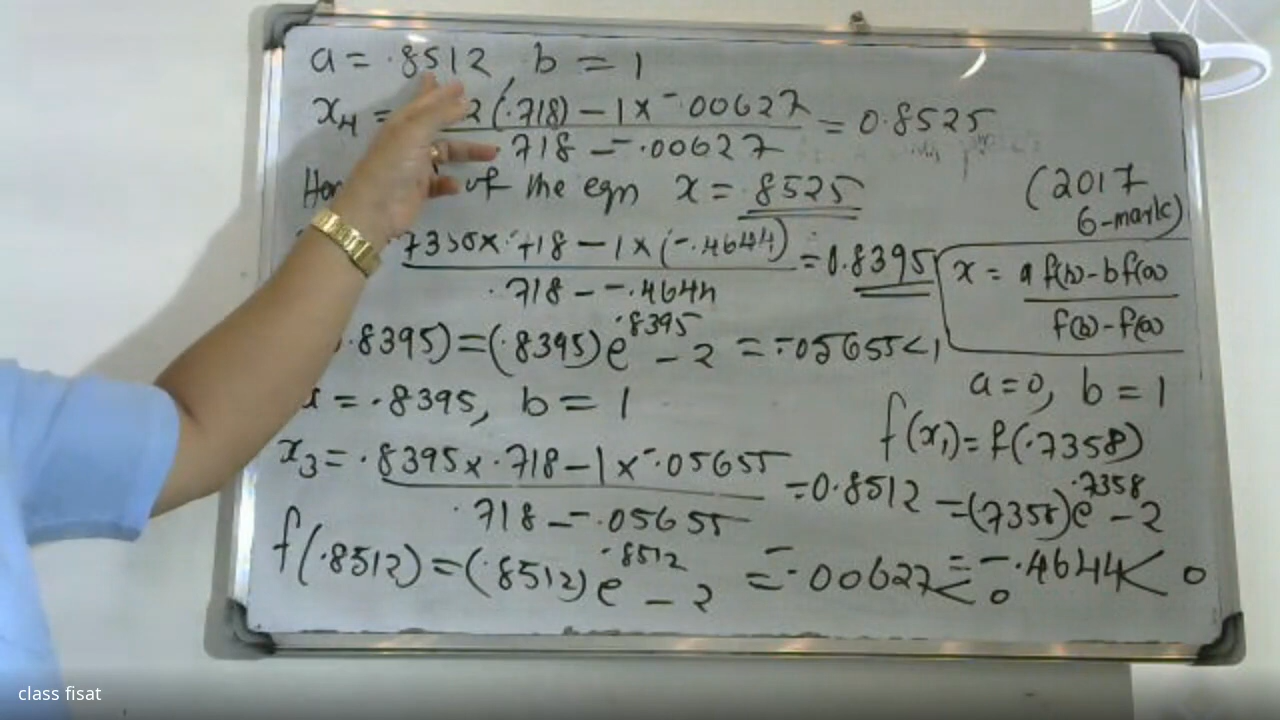 a = .8512, b = 1
x4 = 2 (.718) – 1 x – .00627 = 0.8525
.718 – – .00627
of the eqn x = .8525
(2017
6-mark)
x . 718 – 1 x (– .4644) = 0.8395
.718 – – .4644
x = a f(b) – b f(a)
f(b) – f(a)
.8395) = (.8395) e^.8395 – 2 = – .05655 <
a = 0, b = 1
= .8395, b = 1
f(x1) = f(.7358)
x3 = .8395 x .718 – 1 x – .05655 = 0.8512
.718 – – .05655
= (7358) e^.7358 – 2
f(.8512) = (.8512) e^.8512 – 2 = – .00627 < 0
= – .4644 < 0
class fisat